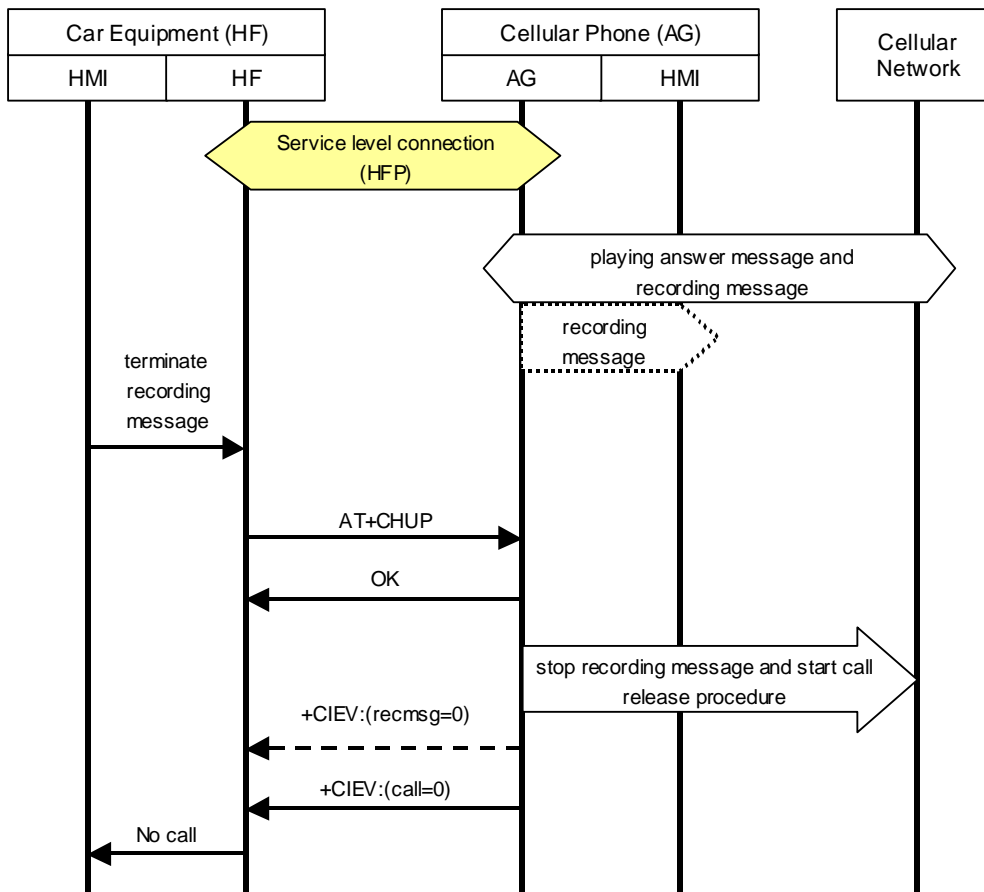 Car Equipment (HF)
Cellular Phone (AG)
Cellular
Network
HMI
HF
AG
HMI
Service level connection
(HFP)
playing answer message and
recording message
recording
message
terminate
recording
message
AT+CHUP
OK
stop recording message and start call
release procedure
+CIEV:(recmsg=0)
+CIEV:(call=0)
No call